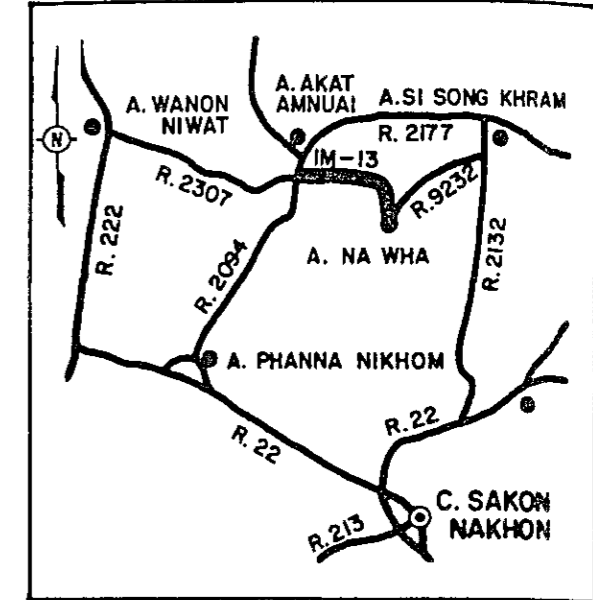 A. WANON
NIWAT
A. AKAT
AMNUAI
A.SI SONG KHRAM
R. 2177
N
IM-13
R. 2307
R.9232
R. 222
R. 2094
A. NA WHA
R. 2132
A. PHANNA NIKHOM
R. 22
R. 22
C. SAKON
NAKHON
R.213